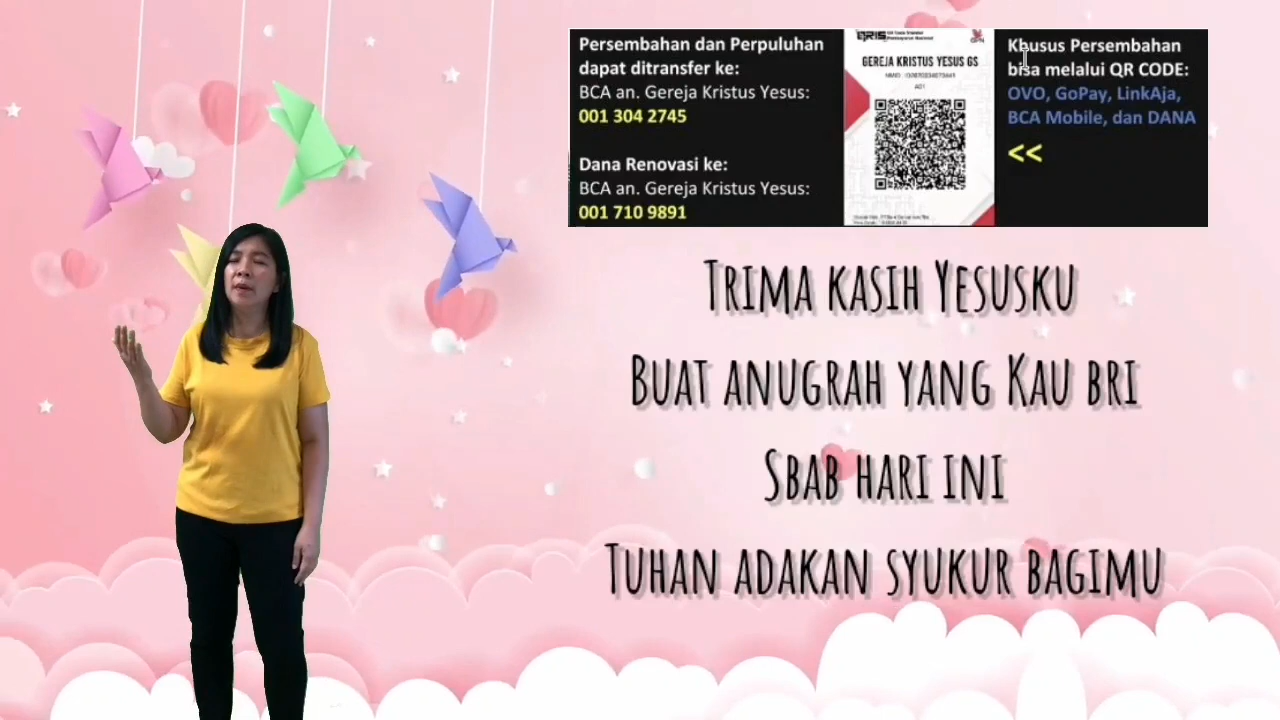 Persembahan dan Perpuluhan
dapat ditransfer ke:
BCA an. Gereja Kristus Yesus:
001 304 2745
Dana Renovasi ke:
BCA an. Gereja Kristus Yesus:
001 710 9891
QRIS
GEREJA KRISTUS YESUS GS
A01
Khusus Persembahan
bisa melalui QR CODE:
OVO, GoPay, LinkAja,
BCA Mobile, dan DANA
<<
TRIMA KASIH YESUSKU
BUAT ANUGRAH YANG KAU BRI
SBAB HARI INI
TUHAN ADAKAN SYUKUR BAGIMU